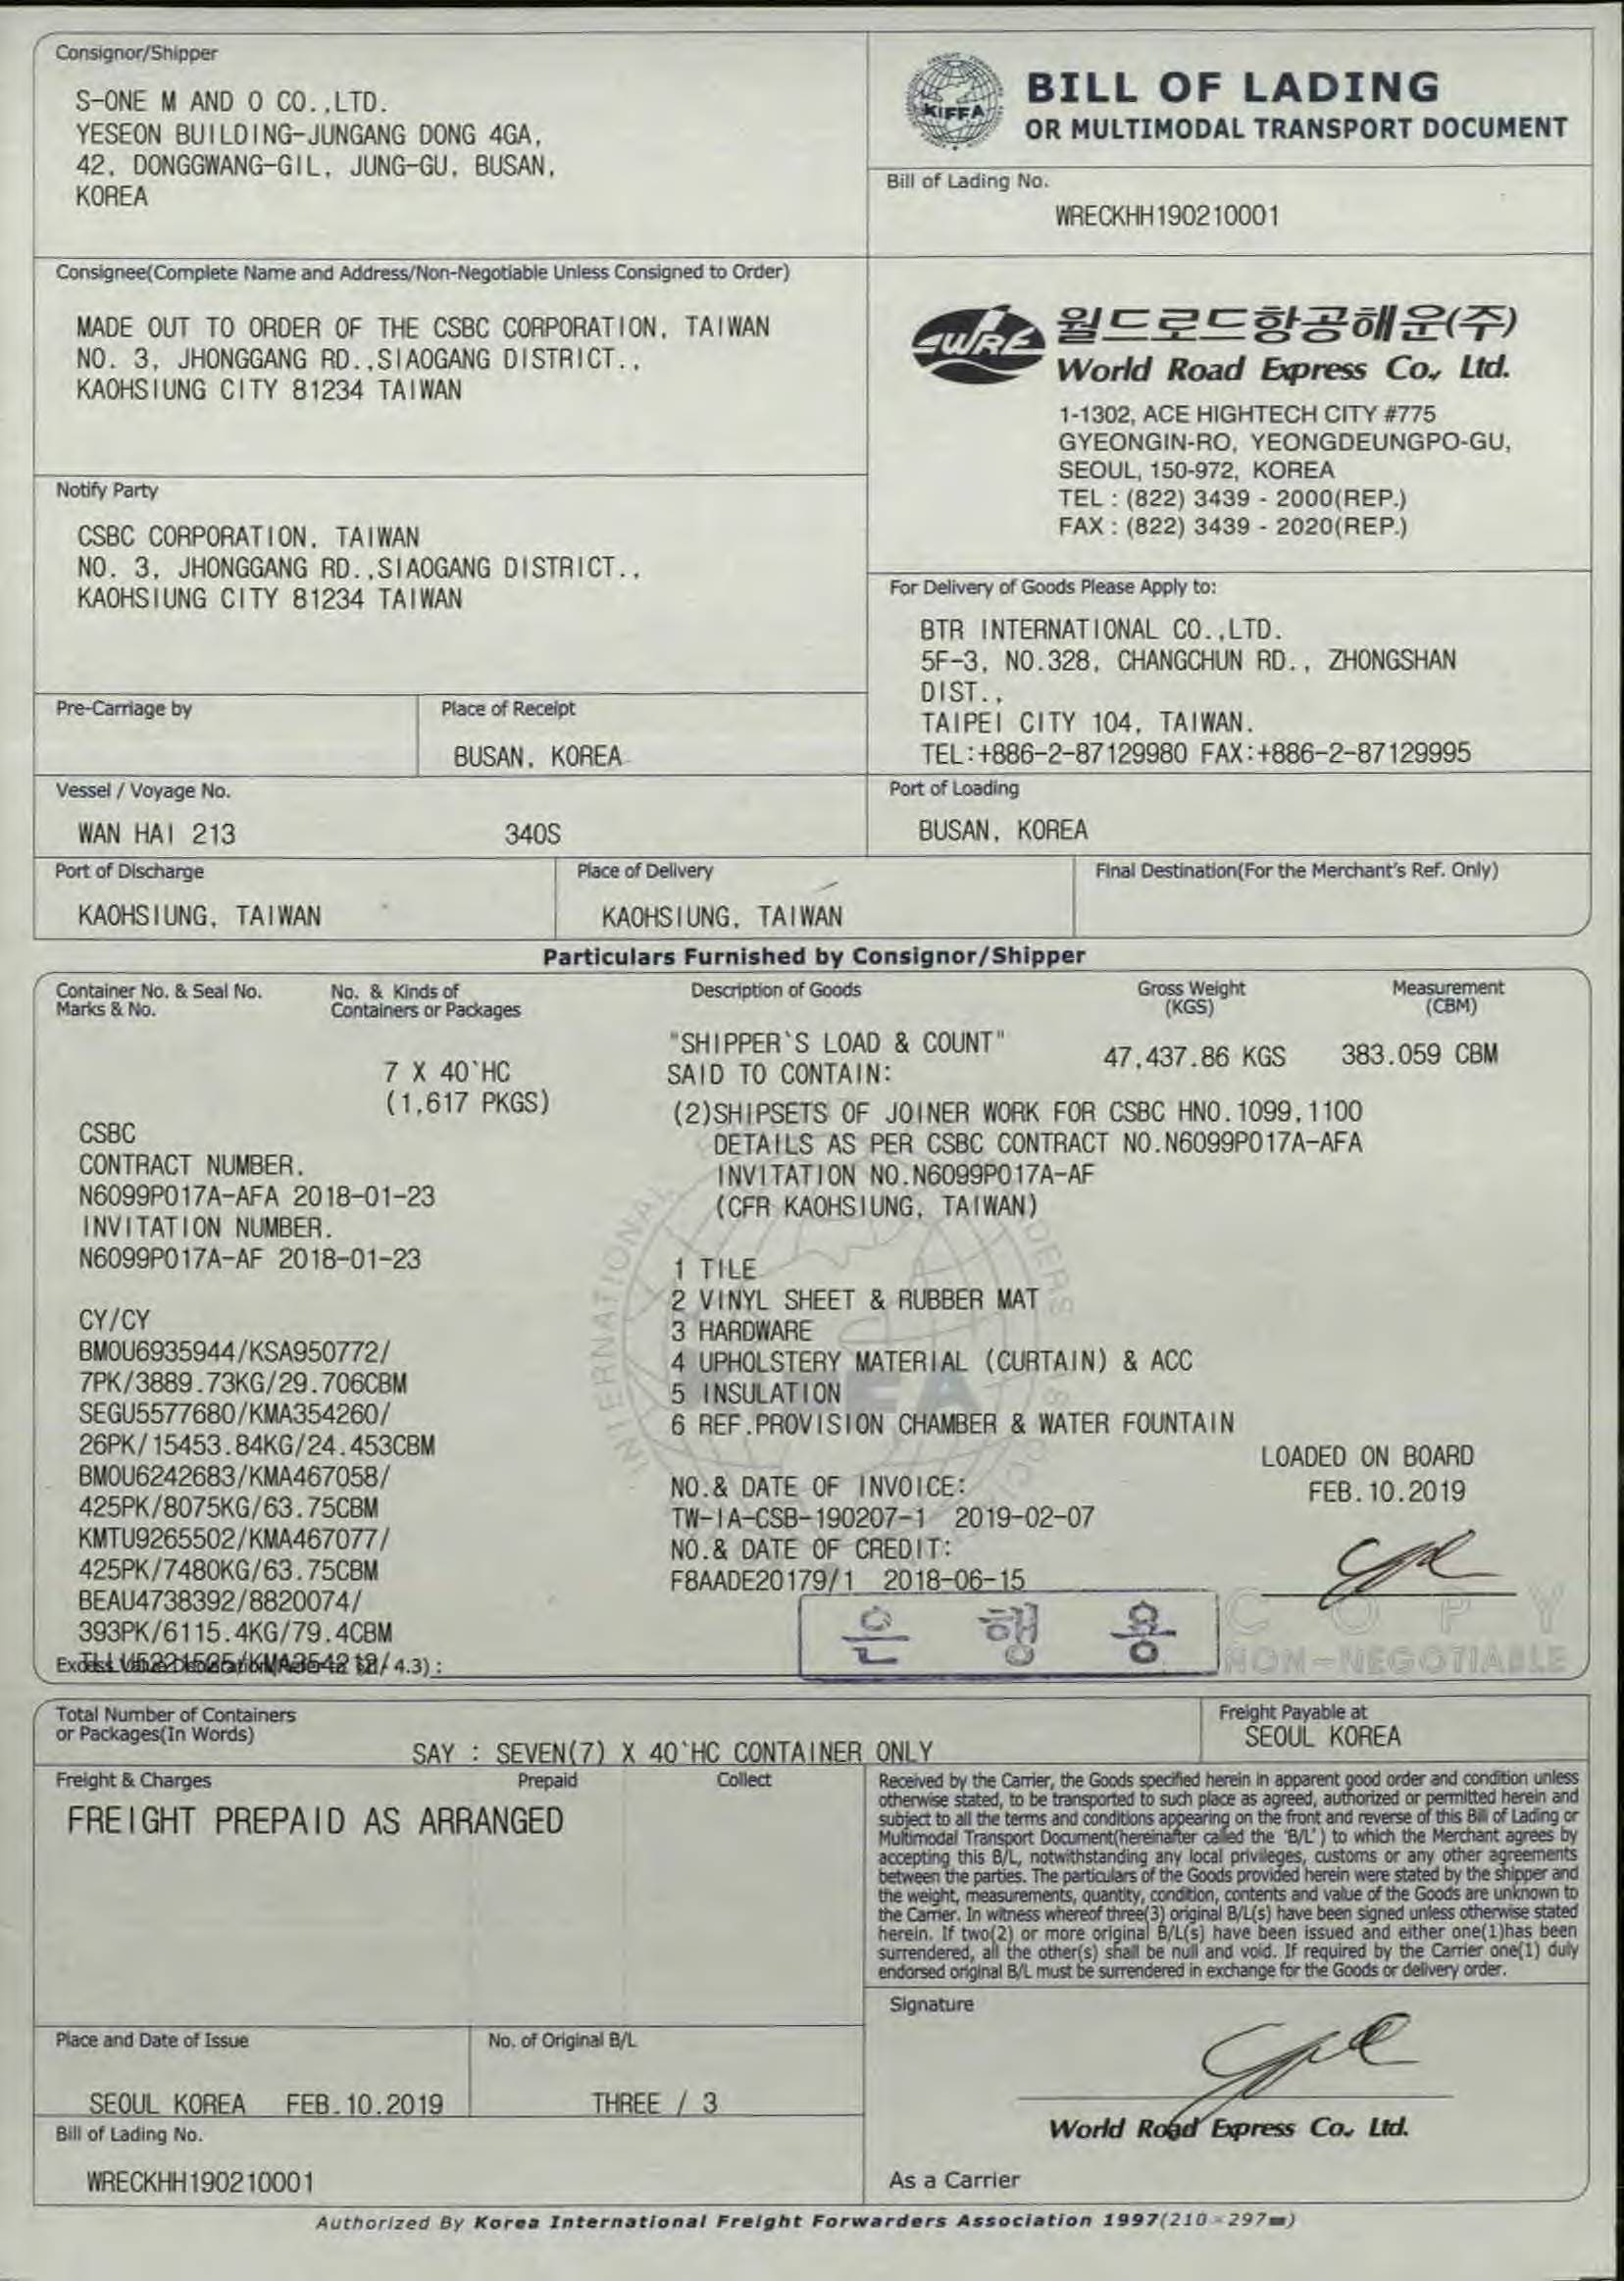 Consignor/Shipper
S-ONE M AND O CO.,LTD.
YESEON BUILDING-JUNGANG DONG 4GA,
42, DONGGWANG-GIL, JUNG-GU, BUSAN,
KOREA
KIFFA
BILL OF LADING
OR MULTIMODAL TRANSPORT DOCUMENT
Bill of Lading No.
WRECKHH190210001
Consignee(Complete Name and Address/Non-Negotiable Unless Consigned to Order)
MADE OUT TO ORDER OF THE CSBC CORPORATION, TAIWAN
NO. 3, JHONGGANG RD.,SIAOGANG DISTRICT.,
KAOHSIUNG CITY 81234 TAIWAN
WRE
월드로드항공해운(주)
World Road Express Co., Ltd.
1-1302, ACE HIGHTECH CITY #775
GYEONGIN-RO, YEONGDEUNGPO-GU,
SEOUL, 150-972, KOREA
TEL : (822) 3439 - 2000(REP.)
FAX : (822) 3439 - 2020(REP.)
Notify Party
CSBC CORPORATION, TAIWAN
NO. 3, JHONGGANG RD.,SIAOGANG DISTRICT.,
KAOHSIUNG CITY 81234 TAIWAN
For Delivery of Goods Please Apply to:
BTR INTERNATIONAL CO.,LTD.
5F-3, NO.328, CHANGCHUN RD., ZHONGSHAN
DIST.,
TAIPEI CITY 104, TAIWAN.
TEL:+886-2-87129980 FAX:+886-2-87129995
Pre-Carriage by
Place of Receipt
BUSAN, KOREA
Vessel / Voyage No.
WAN HAI 213 340S
Port of Loading
BUSAN, KOREA
Port of Discharge
KAOHSIUNG, TAIWAN
Place of Delivery
KAOHSIUNG, TAIWAN
Final Destination(For the Merchant's Ref. Only)
Particulars Furnished by Consignor/Shipper
Container No. & Seal No.
Marks & No.
No. & Kinds of
Containers or Packages
Description of Goods
Gross Weight
(KGS)
Measurement
(CBM)
7 X 40`HC
(1,617 PKGS)
"SHIPPER`S LOAD & COUNT"
SAID TO CONTAIN:
47,437.86 KGS
383.059 CBM
(2)SHIPSETS OF JOINER WORK FOR CSBC HNO.1099,1100
DETAILS AS PER CSBC CONTRACT NO.N6099P017A-AFA
INVITATION NO.N6099P017A-AF
(CFR KAOHSIUNG, TAIWAN)
CSBC
CONTRACT NUMBER.
N6099P017A-AFA 2018-01-23
INVITATION NUMBER.
N6099P017A-AF 2018-01-23
1 TILE
2 VINYL SHEET & RUBBER MAT
3 HARDWARE
4 UPHOLSTERY MATERIAL (CURTAIN) & ACC
5 INSULATION
6 REF.PROVISION CHAMBER & WATER FOUNTAIN
CY/CY
BMOU6935944/KSA950772/
7PK/3889.73KG/29.706CBM
SEGU5577680/KMA354260/
26PK/15453.84KG/24.453CBM
BMOU6242683/KMA467058/
425PK/8075KG/63.75CBM
KMTU9265502/KMA467077/
425PK/7480KG/63.75CBM
BEAU4738392/8820074/
393PK/6115.4KG/79.4CBM
NO.& DATE OF INVOICE:
TW-IA-CSB-190207-1 2019-02-07
NO.& DATE OF CREDIT:
F8AADE20179/1 2018-06-15
LOADED ON BOARD
FEB.10.2019
은 행 용
COPY
NON-NEGOTIABLE
4.3) :
Total Number of Containers
or Packages(In Words)
SAY : SEVEN(7) X 40`HC CONTAINER ONLY
Freight Payable at
SEOUL KOREA
Freight & Charges
Prepaid
Collect
FREIGHT PREPAID AS ARRANGED
Received by the Carrier, the Goods specified herein in apparent good order and condition unless
otherwise stated, to be transported to such place as agreed, authorized or permitted herein and
subject to all the terms and conditions appearing on the front and reverse of this Bill of Lading or
Multimodal Transport Document(hereinafter called the "B/L") to which the Merchant agrees by
accepting this B/L, notwithstanding any local privileges, customs or any other agreements
between the parties. The particulars of the Goods provided herein were stated by the shipper and
the weight, measurements, quantity, condition, contents and value of the Goods are unknown to
the Carrier. In witness whereof three(3) original B/L(s) have been signed unless otherwise stated
herein. If two(2) or more original B/L(s) have been issued and either one(1)has been
surrendered, all the other(s) shall be null and void. If required by the Carrier one(1) duly
endorsed original B/L must be surrendered in exchange for the Goods or delivery order.
Place and Date of Issue
SEOUL KOREA FEB.10.2019
No. of Original B/L
THREE / 3
Signature
World Road Express Co., Ltd.
As a Carrier
Bill of Lading No.
WRECKHH190210001
Authorized By Korea International Freight Forwarders Association 1997(210×297㎜)